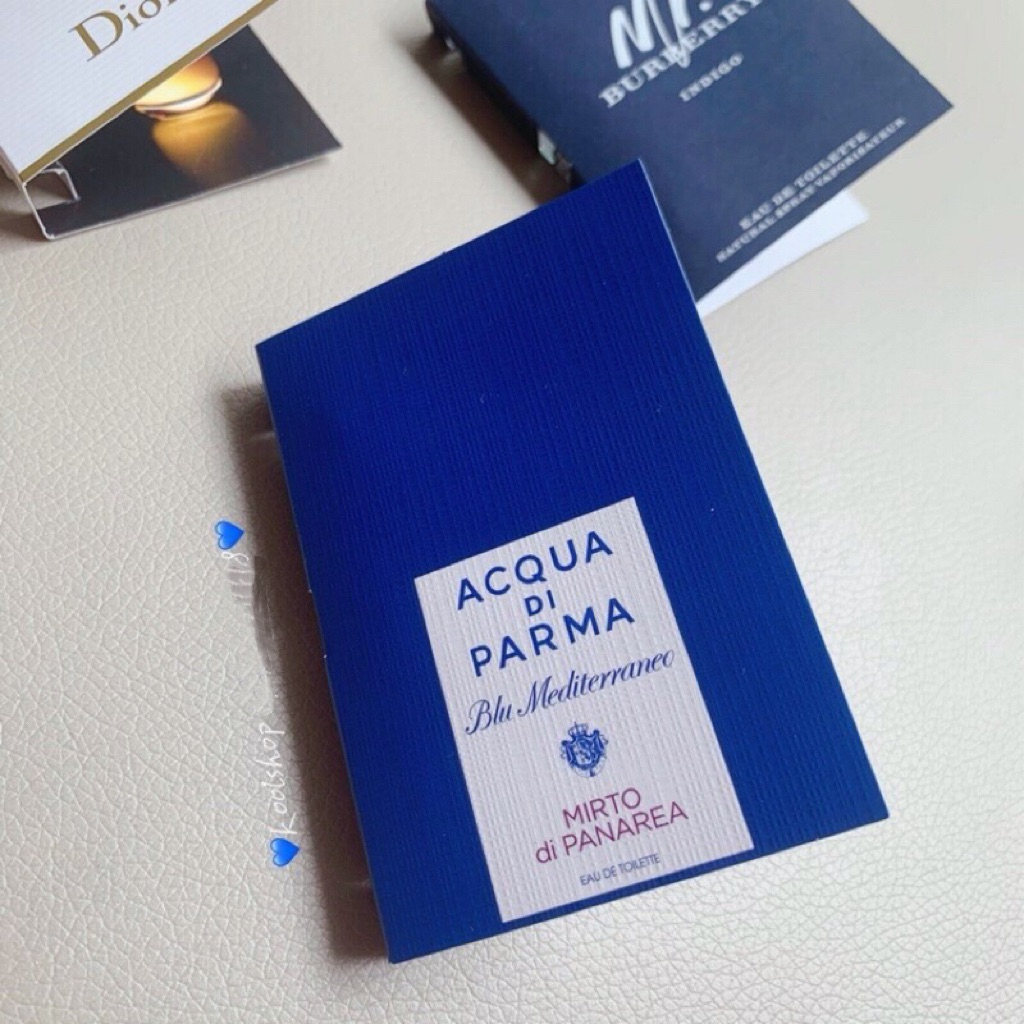 Dior
Mr.
BURBERRY
INDIGO
EAU DE TOILETTE
NATURAL SPRAY VAPORISATEUR
ACQUA
DI
PARMA
Blu Mediterraneo
MIRTO
di PANAREA
EAU DE TOILETTE